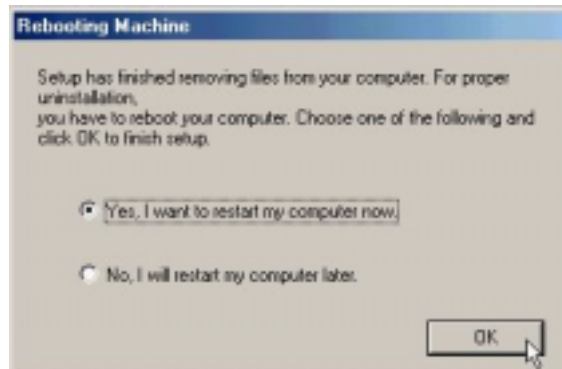 Rebooting Machine
Setup has finished removing files from your computer. For proper
uninstallation,
you have to reboot your computer. Choose one of the following and
click OK to finish setup.
Yes, I want to restart my computer now.
No, I will restart my computer later.
OK